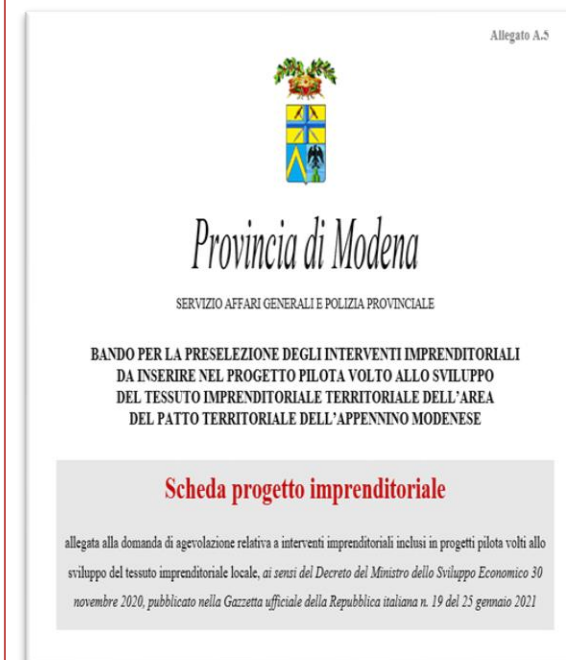 Allegato A.5
Provincia di Modena
SERVIZIO AFFARI GENERALI E POLIZIA PROVINCIALE
BANDO PER LA PRESELEZIONE DEGLI INTERVENTI IMPRENDITORIALI
DA INSERIRE NEL PROGETTO PILOTA VOLTO ALLO SVILUPPO
DEL TESSUTO IMPRENDITORIALE TERRITORIALE DELL'AREA
DEL PATTO TERRITORIALE DELL'APPENNINO MODENESE
Scheda progetto imprenditoriale
allegata alla domanda di agevolazione relativa a interventi imprenditoriali inclusi in progetti pilota volti allo
sviluppo del tessuto imprenditoriale locale, ai sensi del Decreto del Ministro dello Sviluppo Economico 30
novembre 2020, pubblicato nella Gazzetta ufficiale della Repubblica italiana n. 19 del 25 gennaio 2021